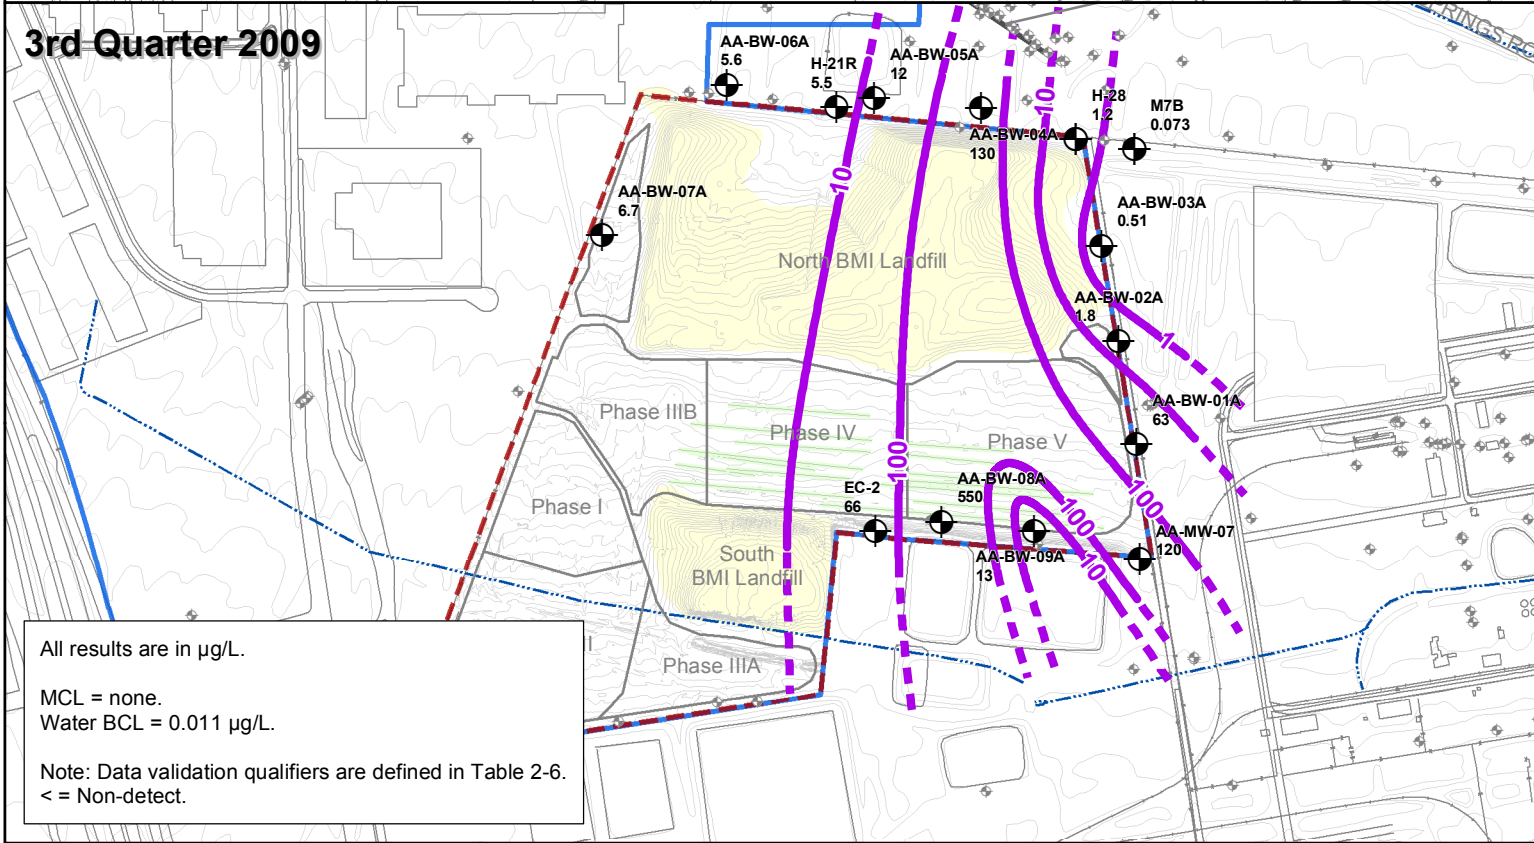 3rd Quarter 2009
AA-BW-06A
5.6
H-21R
5.5
AA-BW-05A
12
AA-BW-04A
130
H-28
1.2
M7B
0.073
10
10
AA-BW-07A
6.7
AA-BW-03A
0.51
North BMI Landfill
AA-BW-02A
1.8
1
Phase IIIB
Phase IV
Phase V
AA-BW-01A
63
100
EC-2
66
AA-BW-08A
550
100
100
Phase I
AA-MW-07
120
South
BMI Landfill
AA-BW-09A
13
10
Phase IIIA
All results are in µg/L.
MCL = none.
Water BCL = 0.011 µg/L.
Note: Data validation qualifiers are defined in Table 2-6.
< = Non-detect.